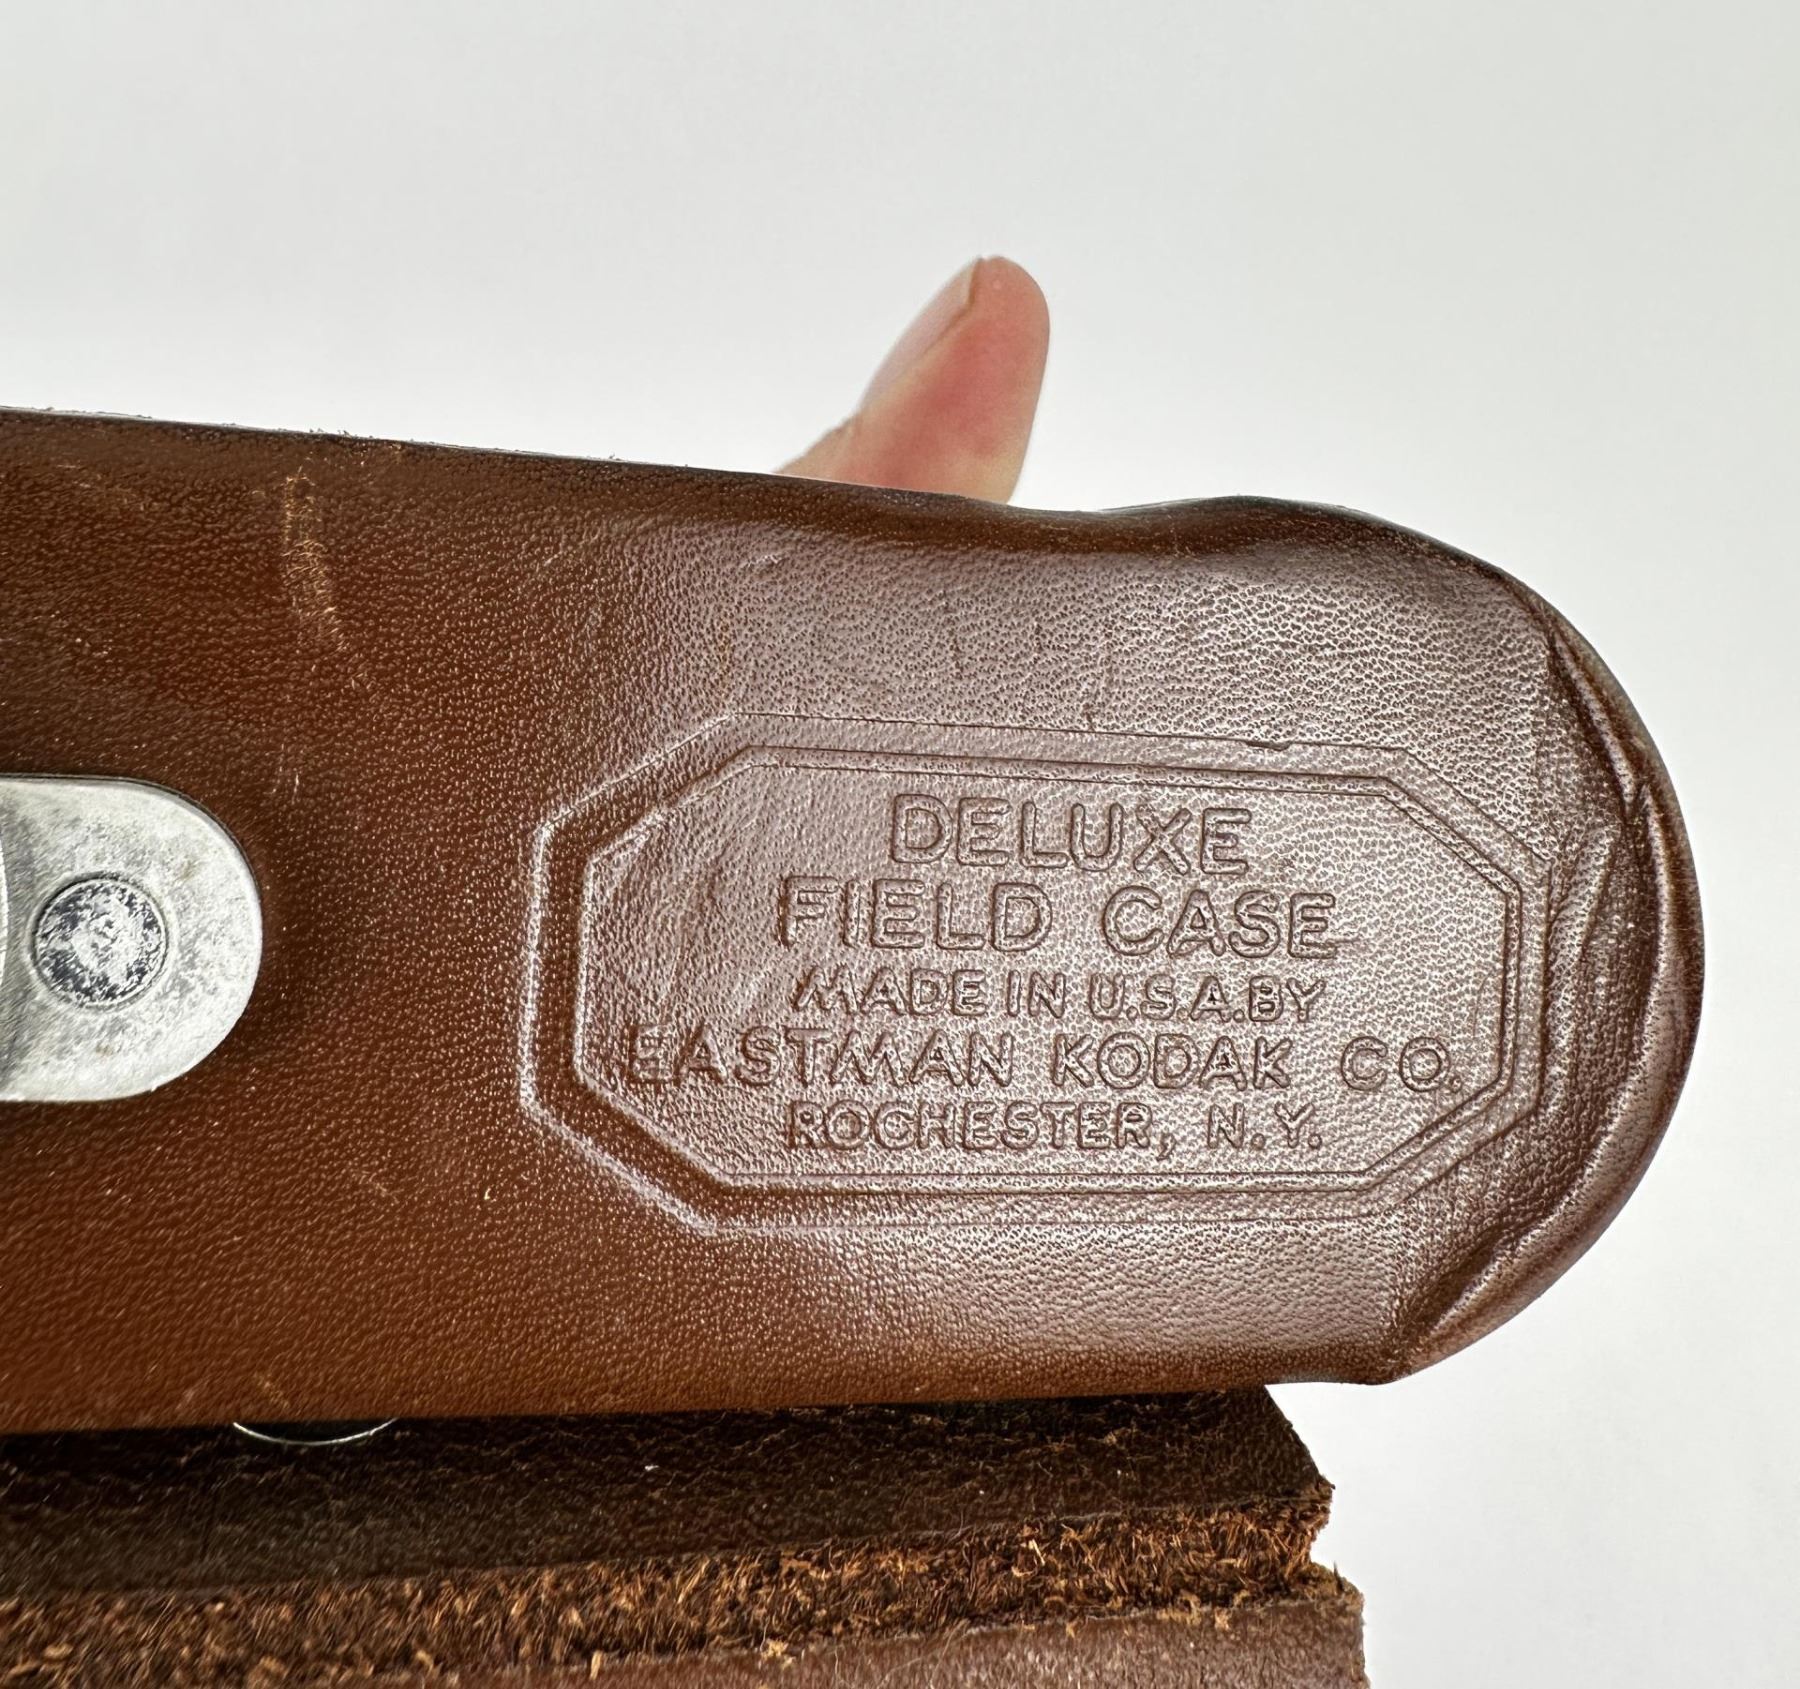 DELUXE
FIELD CASE
MADE IN U.S.A. BY
EASTMAN KODAK CO.
ROCHESTER, N.Y.